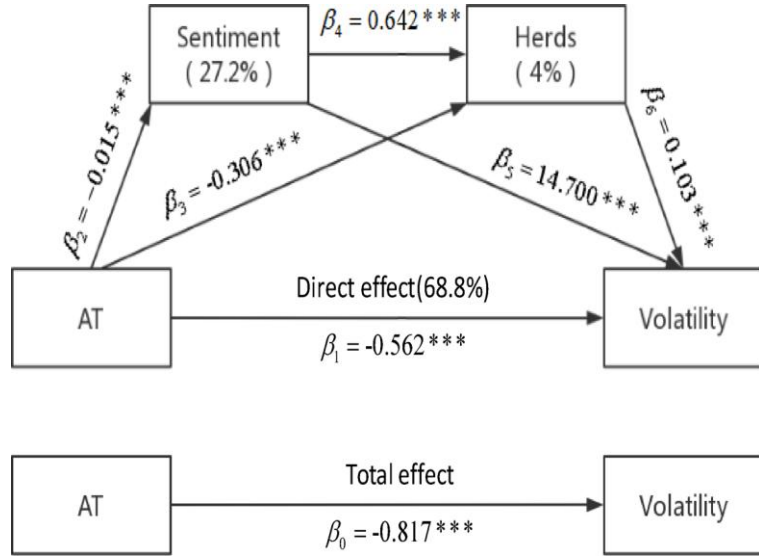 β₄ = 0.642 ***
Sentiment
( 27.2% )
Herds
( 4% )
β₂ = -0.015 ***
β₃ = -0.306 ***
β₅ = 14.700 ***
β₆ = 0.103 ***
AT
Direct effect(68.8%)
β₁ = -0.562 ***
Volatility
AT
Total effect
β₀ = -0.817 ***
Volatility